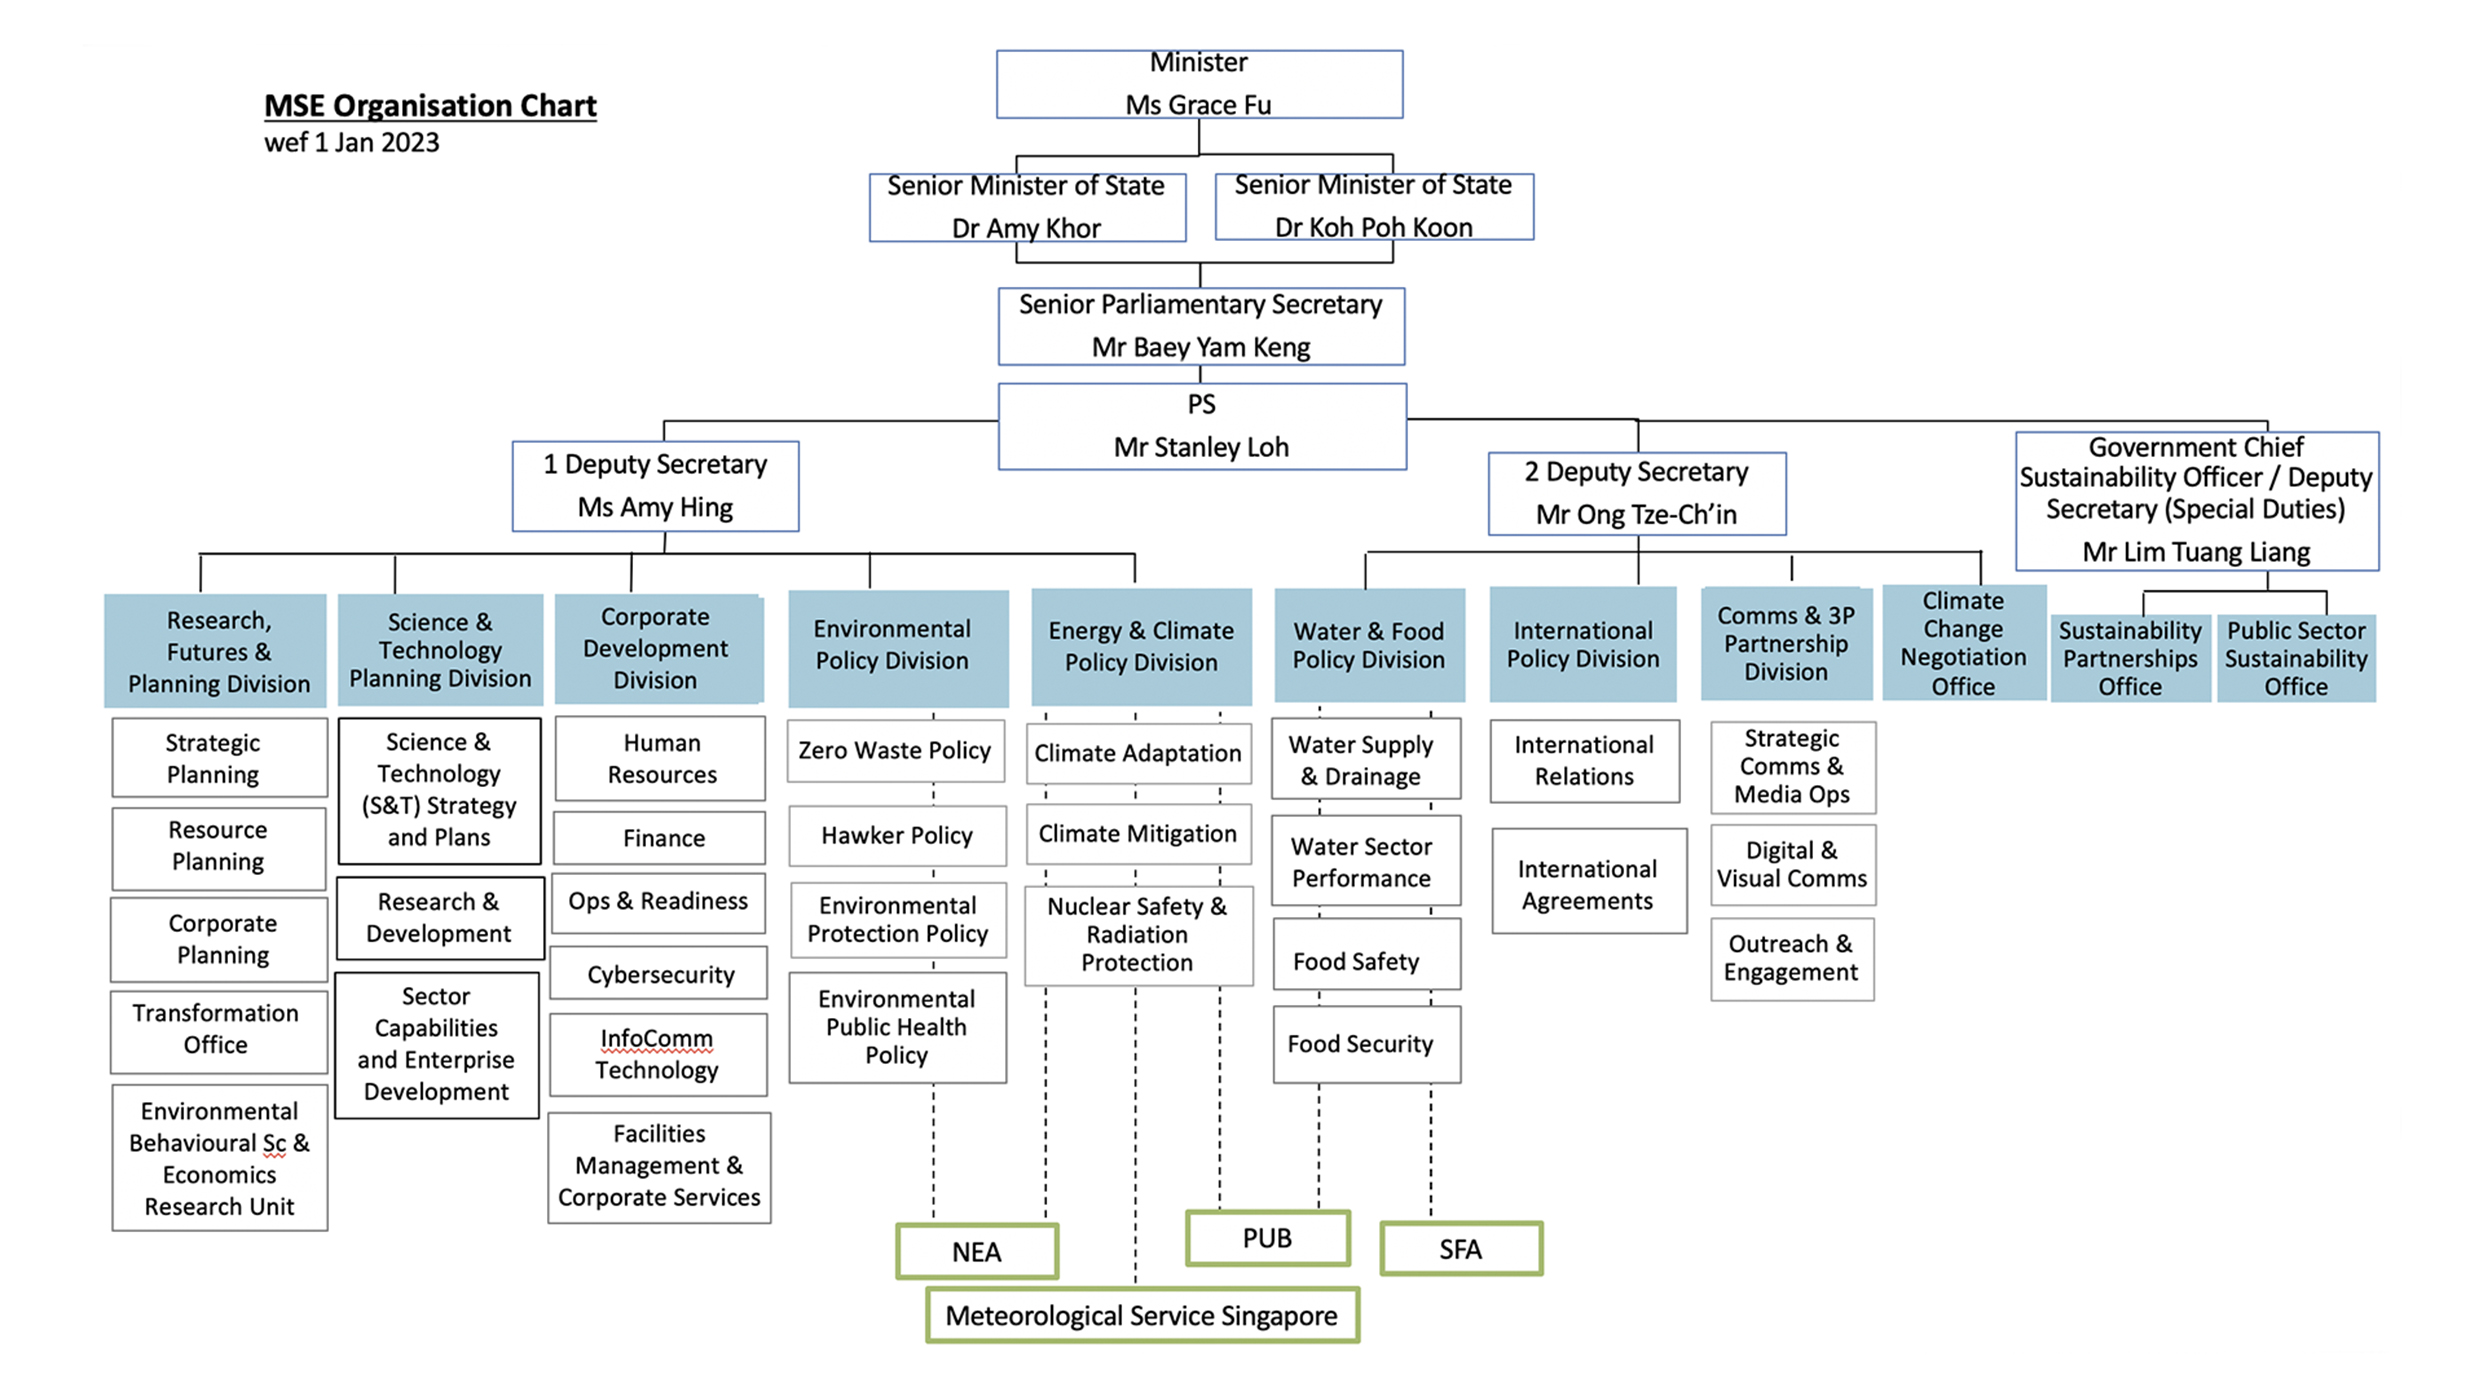 MSE Organisation Chart
wef 1 Jan 2023
Minister
Ms Grace Fu
Senior Minister of State
Dr Amy Khor
Senior Minister of State
Dr Koh Poh Koon
Senior Parliamentary Secretary
Mr Baey Yam Keng
PS
Mr Stanley Loh
1 Deputy Secretary
Ms Amy Hing
2 Deputy Secretary
Mr Ong Tze-Ch’in
Government Chief
Sustainability Officer / Deputy
Secretary (Special Duties)
Mr Lim Tuang Liang
Research,
Futures &
Planning Division
Strategic
Planning
Resource
Planning
Corporate
Planning
Transformation
Office
Environmental
Behavioural Sc &
Economics
Research Unit
Science &
Technology
Planning Division
Science &
Technology
(S&T) Strategy
and Plans
Research &
Development
Sector
Capabilities
and Enterprise
Development
Corporate
Development
Division
Human
Resources
Finance
Ops & Readiness
Cybersecurity
InfoComm
Technology
Facilities
Management &
Corporate Services
Environmental
Policy Division
Zero Waste Policy
Hawker Policy
Environmental
Protection Policy
Environmental
Public Health
Policy
Energy & Climate
Policy Division
Climate Adaptation
Climate Mitigation
Nuclear Safety &
Radiation
Protection
Water & Food
Policy Division
Water Supply
& Drainage
Water Sector
Performance
Food Safety
Food Security
International
Policy Division
International
Relations
International
Agreements
Comms & 3P
Partnership
Division
Strategic
Comms &
Media Ops
Digital &
Visual Comms
Outreach &
Engagement
Climate
Change
Negotiation
Office
Sustainability
Partnerships
Office
Public Sector
Sustainability
Office
NEA
PUB
SFA
Meteorological Service Singapore